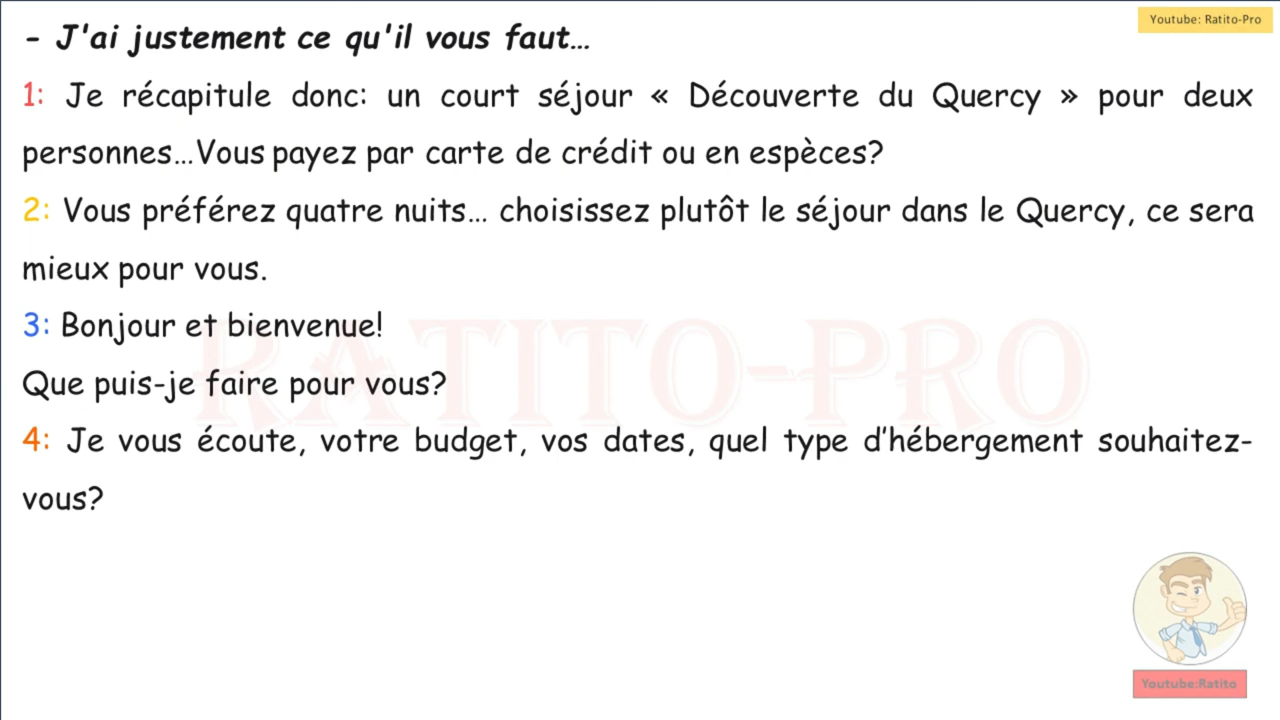 Youtube: Ratito-Pro
- J'ai justement ce qu'il vous faut…
1: Je récapitule donc: un court séjour « Découverte du Quercy » pour deux
personnes…Vous payez par carte de crédit ou en espèces?
2: Vous préférez quatre nuits… choisissez plutôt le séjour dans le Quercy, ce sera
mieux pour vous.
3: Bonjour et bienvenue!
RATITO-PRO
Que puis-je faire pour vous?
4: Je vous écoute, votre budget, vos dates, quel type d'hébergement souhaitez-
vous?
Youtube:Ratito